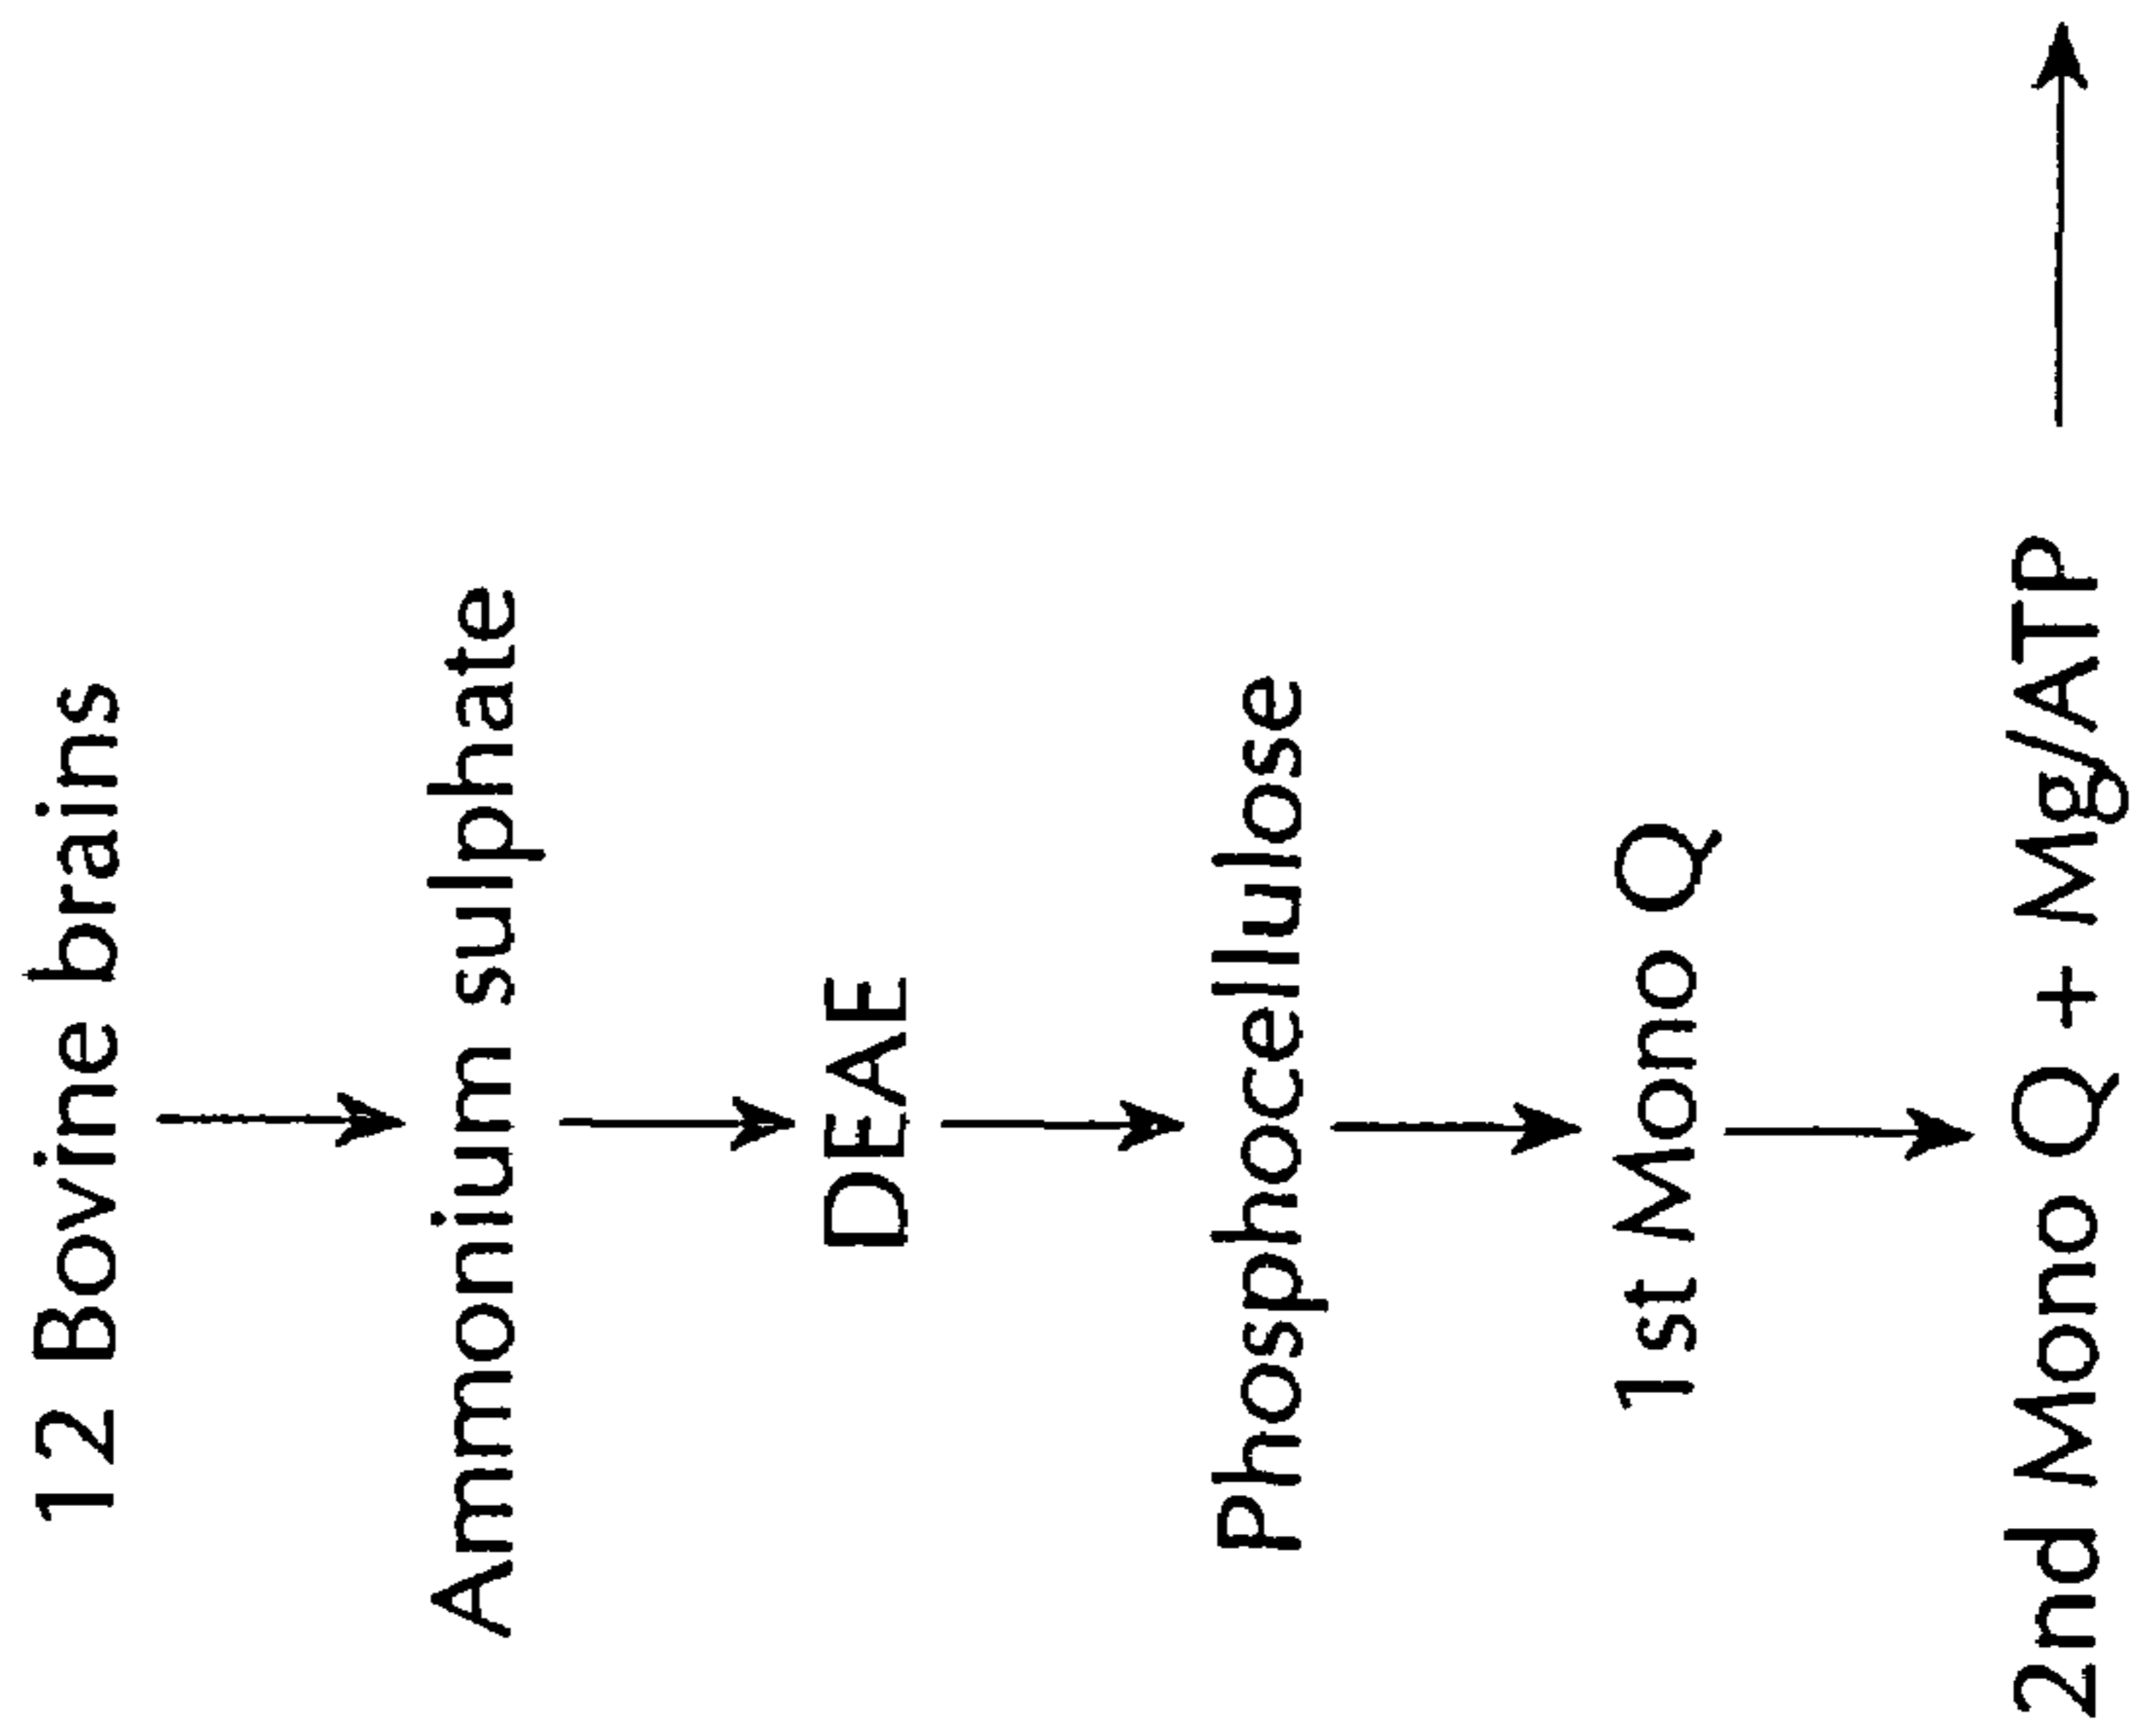 12 Bovine brains
Ammonium sulphate
DEAE
Phosphocellulose
1st Mono Q
2nd Mono Q + Mg/ATP